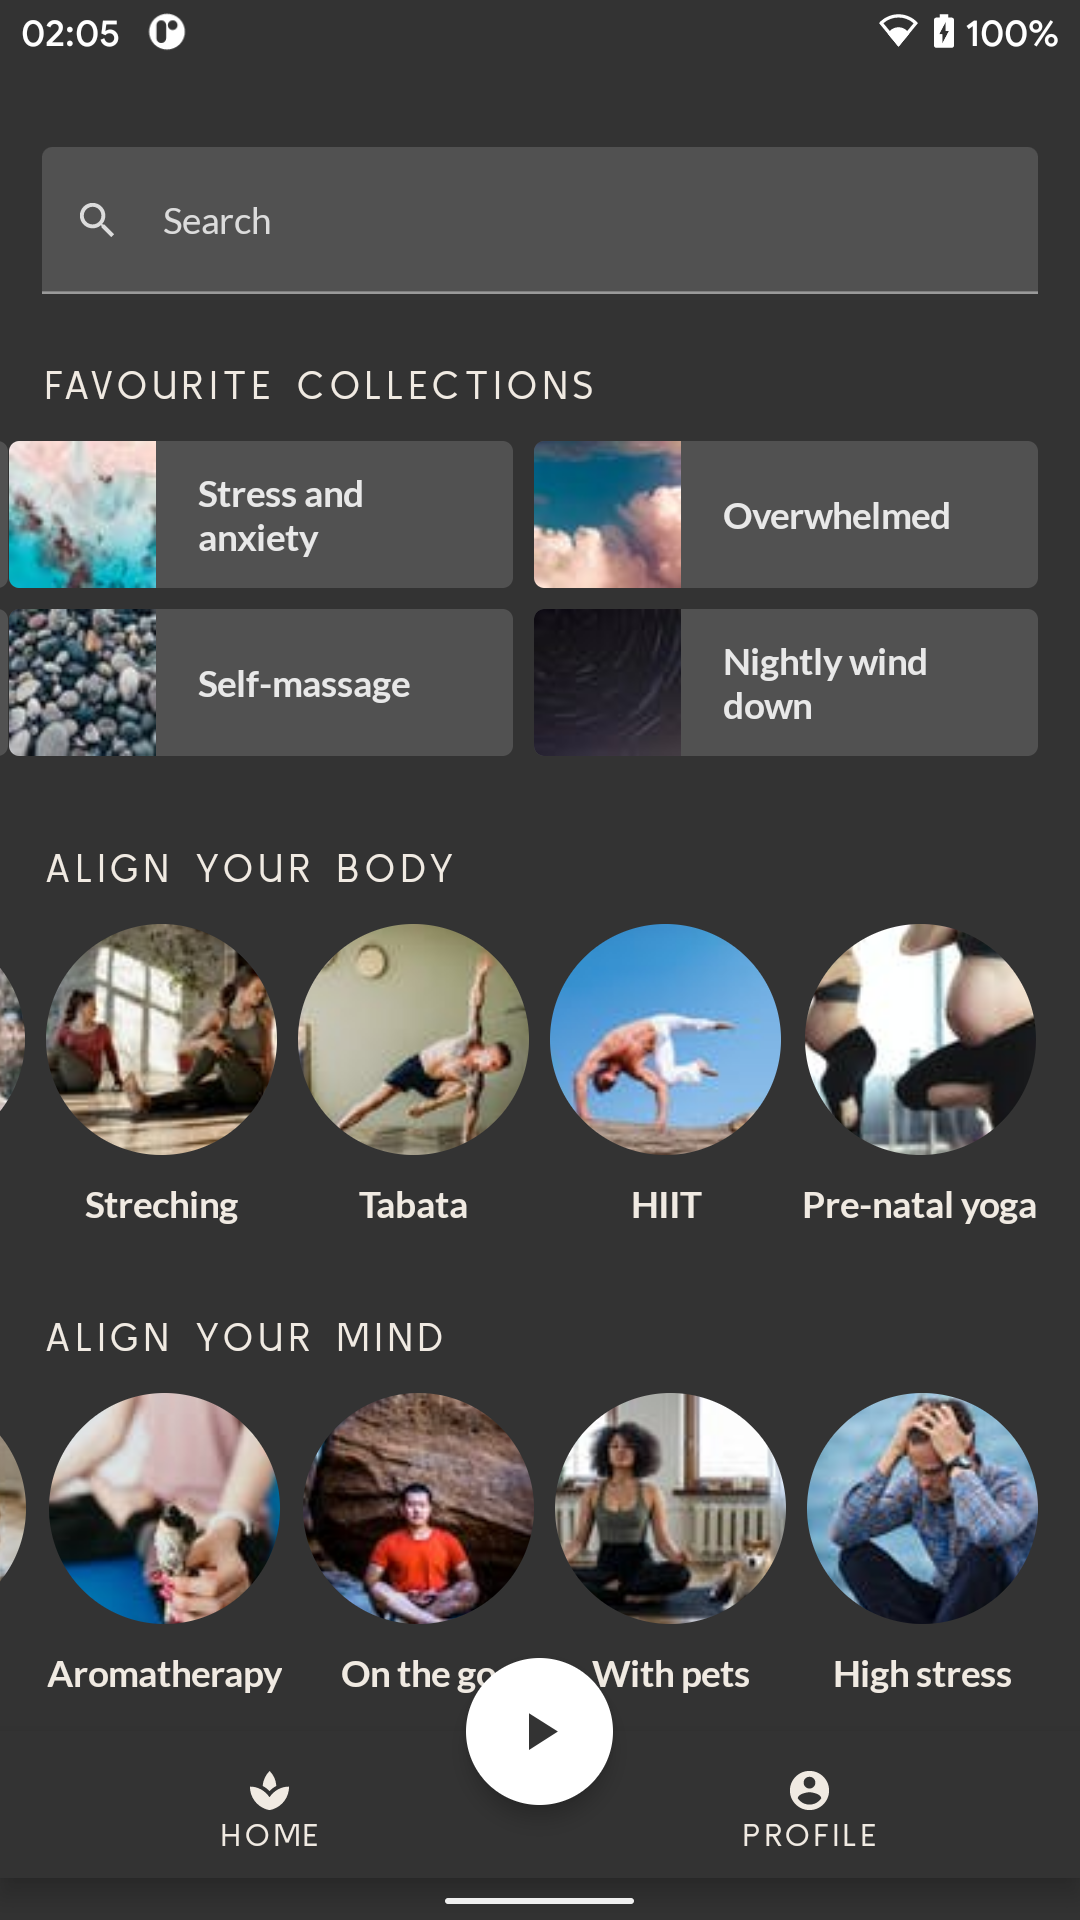 02:05
100%
Search
FAVOURITE COLLECTIONS
Stress and
anxiety
Overwhelmed
Self-massage
Nightly wind
down
ALIGN YOUR BODY
Streching
Tabata
HIIT
Pre-natal yoga
ALIGN YOUR MIND
Aromatherapy
On the go
With pets
High stress
HOME
PROFILE